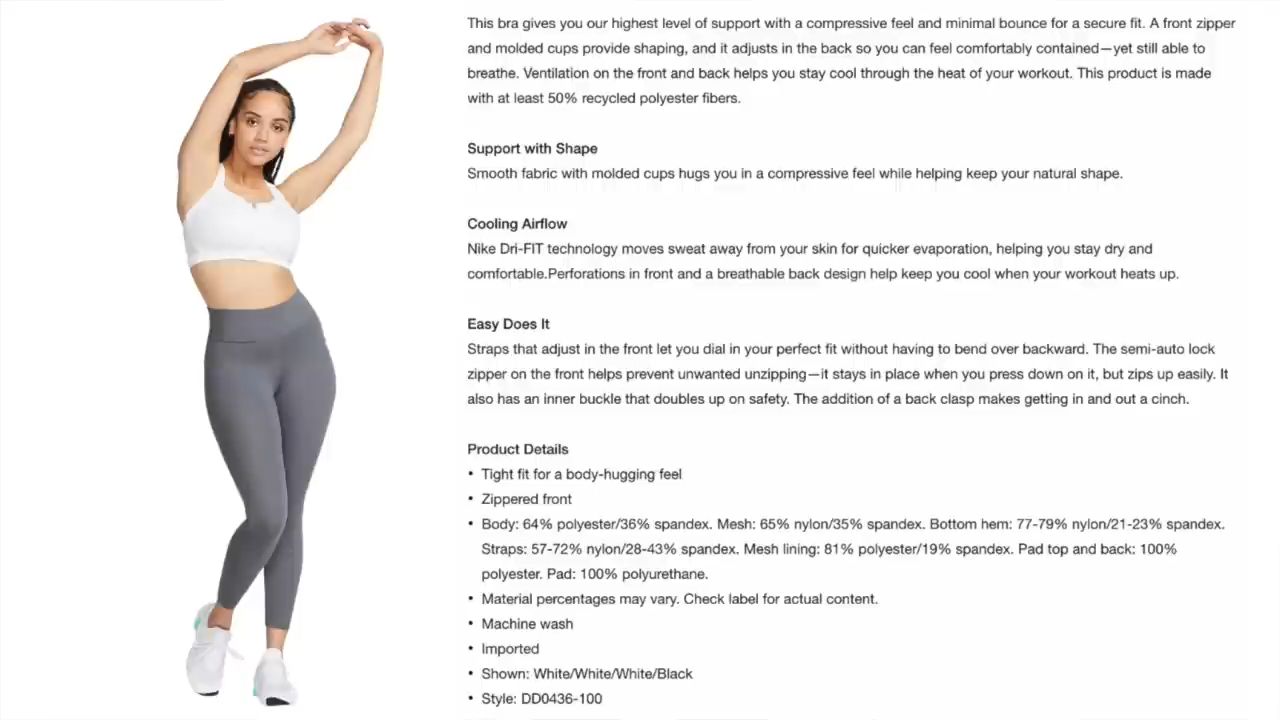 This bra gives you our highest level of support with a compressive feel and minimal bounce for a secure fit. A front zipper
and molded cups provide shaping, and it adjusts in the back so you can feel comfortably contained—yet still able to
breathe. Ventilation on the front and back helps you stay cool through the heat of your workout. This product is made
with at least 50% recycled polyester fibers.
Support with Shape
Smooth fabric with molded cups hugs you in a compressive feel while helping keep your natural shape.
Cooling Airflow
Nike Dri-FIT technology moves sweat away from your skin for quicker evaporation, helping you stay dry and
comfortable.Perforations in front and a breathable back design help keep you cool when your workout heats up.
Easy Does It
Straps that adjust in the front let you dial in your perfect fit without having to bend over backward. The semi-auto lock
zipper on the front helps prevent unwanted unzipping—it stays in place when you press down on it, but zips up easily. It
also has an inner buckle that doubles up on safety. The addition of a back clasp makes getting in and out a cinch.
Product Details
• Tight fit for a body-hugging feel
• Zippered front
• Body: 64% polyester/36% spandex. Mesh: 65% nylon/35% spandex. Bottom hem: 77-79% nylon/21-23% spandex.
Straps: 57-72% nylon/28-43% spandex. Mesh lining: 81% polyester/19% spandex. Pad top and back: 100%
polyester. Pad: 100% polyurethane.
• Material percentages may vary. Check label for actual content.
• Machine wash
• Imported
• Shown: White/White/White/Black
• Style: DD0436-100